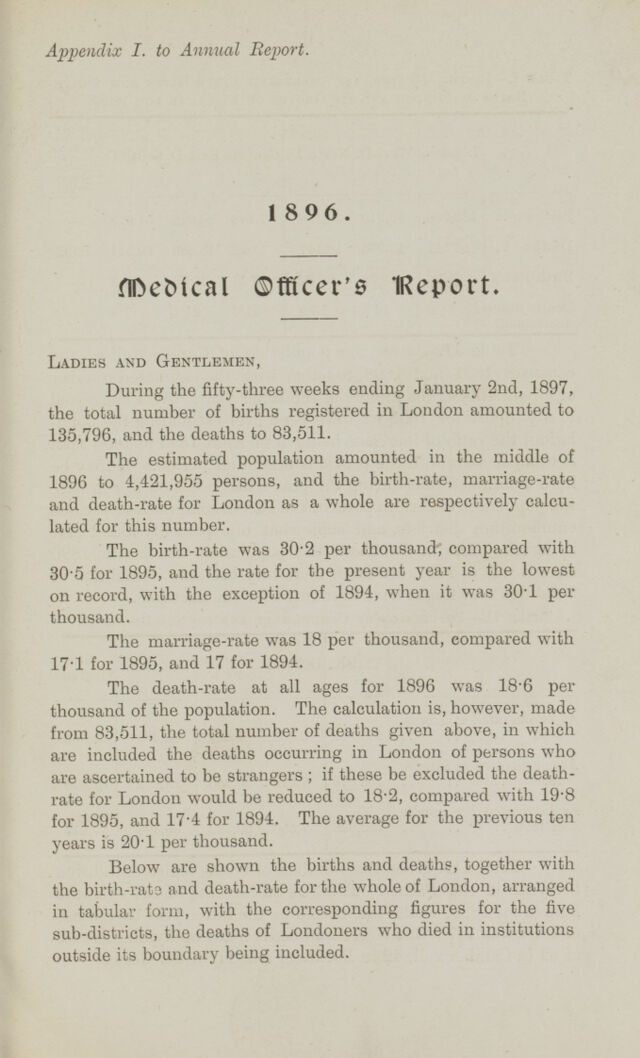 Appendix I. to Annual Report.
1896.
Medical Officer's Report.
Ladies and Gentlemen,
During the fifty-three weeks ending January 2nd, 1897,
the total number of births registered in London amounted to
135,796, and the deaths to 83,511.
The estimated population amounted in the middle of
1896 to 4,421,955 persons, and the birth-rate, marriage-rate
and death-rate for London as a whole are respectively calcu-
lated for this number.
The birth-rate was 30·2 per thousand, compared with
30·5 for 1895, and the rate for the present year is the lowest
on record, with the exception of 1894, when it was 30·1 per
thousand.
The marriage-rate was 18 per thousand, compared with
17·1 for 1895, and 17 for 1894.
The death-rate at all ages for 1896 was 18·6 per
thousand of the population. The calculation is, however, made
from 83,511, the total number of deaths given above, in which
are included the deaths occurring in London of persons who
are ascertained to be strangers; if these be excluded the death-
rate for London would be reduced to 18·2, compared with 19·8
for 1895, and 17·4 for 1894. The average for the previous ten
years is 20·1 per thousand.
Below are shown the births and deaths, together with
the birth-rate and death-rate for the whole of London, arranged
in tabular form, with the corresponding figures for the five
sub-districts, the deaths of Londoners who died in institutions
outside its boundary being included.